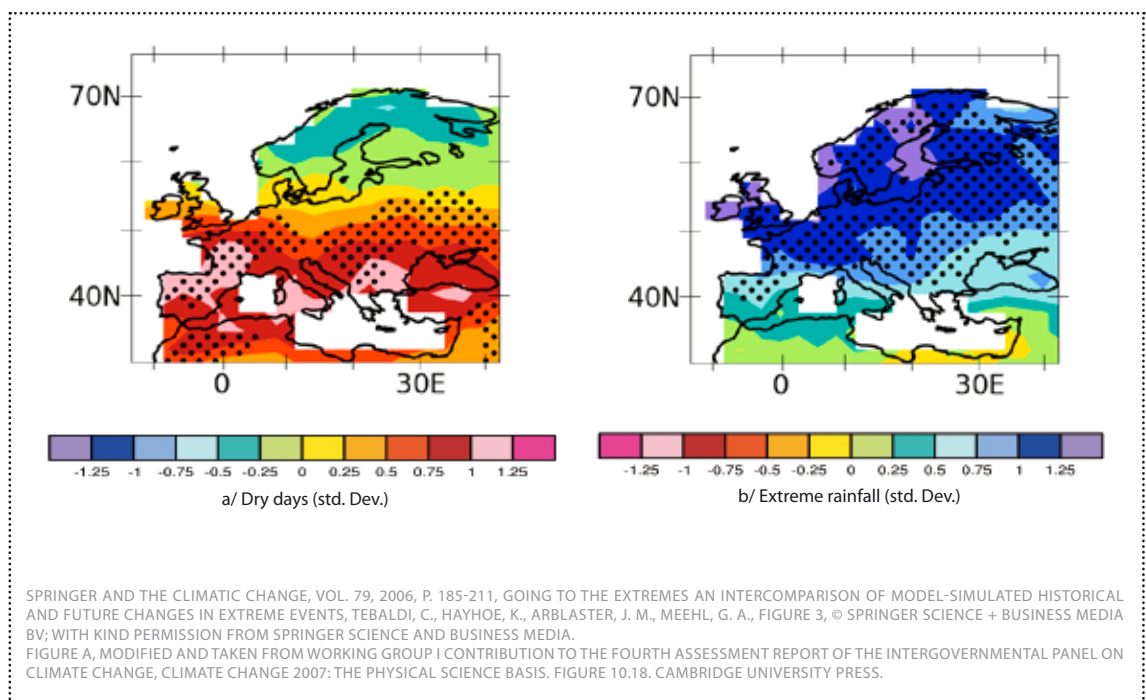 70N
40N
0
30E
70N
40N
0
30E
-1.25 -1 -0.75 -0.5 -0.25 0 0.25 0.5 0.75 1 1.25
a/ Dry days (std. Dev.)
-1.25 -1 -0.75 -0.5 -0.25 0 0.25 0.5 0.75 1 1.25
b/ Extreme rainfall (std. Dev.)
SPRINGER AND THE CLIMATIC CHANGE, VOL. 79, 2006, P. 185-211, GOING TO THE EXTREMES AN INTERCOMPARISON OF MODEL-SIMULATED HISTORICAL
AND FUTURE CHANGES IN EXTREME EVENTS, TEBALDI, C., HAYHOE, K., ARBLASTER, J. M., MEEHL, G. A., FIGURE 3, © SPRINGER SCIENCE + BUSINESS MEDIA
BV; WITH KIND PERMISSION FROM SPRINGER SCIENCE AND BUSINESS MEDIA.
FIGURE A, MODIFIED AND TAKEN FROM WORKING GROUP I CONTRIBUTION TO THE FOURTH ASSESSMENT REPORT OF THE INTERGOVERNMENTAL PANEL ON
CLIMATE CHANGE, CLIMATE CHANGE 2007: THE PHYSICAL SCIENCE BASIS. FIGURE 10.18. CAMBRIDGE UNIVERSITY PRESS.